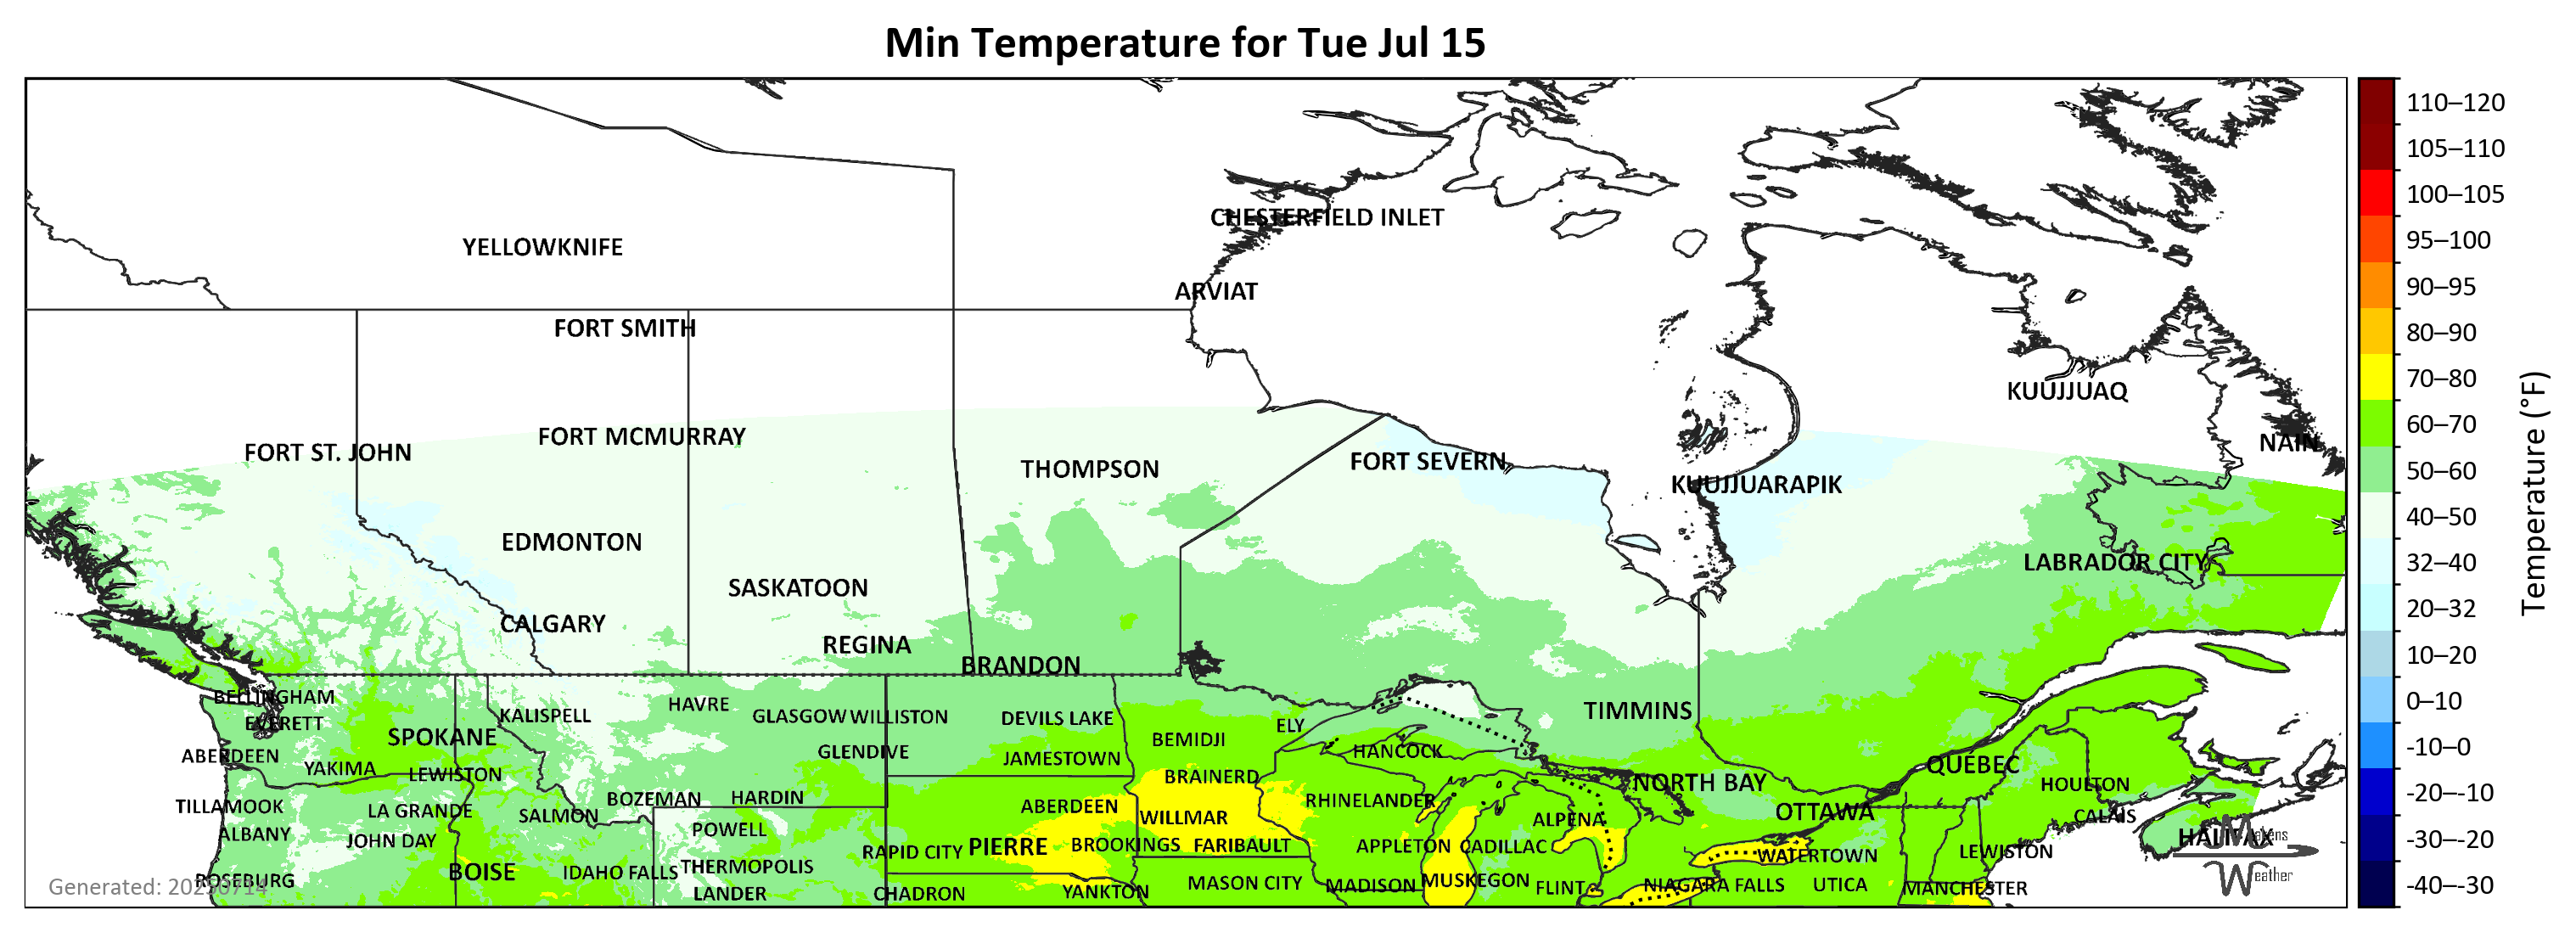 Min Temperature for Tue Jul 15
110–120
105–110
CHESTERFIELD INLET
100–105
YELLOWKNIFE
95–100
ARVIAT
90–95
FORT SMITH
80–90
70–80
KUUJJUAQ
60–70
FORT MCMURRAY
NAIN
FORT ST. JOHN
50–60
FORT SEVERN
THOMPSON
KUUJJUARAPIK
40–50
EDMONTON
Temperature (°F)
LABRADOR CITY
32–40
SASKATOON
20–32
CALGARY
REGINA
10–20
BRANDON
BELLINGHAM
0–10
HAVRE
KALISPELL
GLASGOW
WILLISTON
DEVILS LAKE
TIMMINS
EVERETT
ELY
SPOKANE
BEMIDJI
-10–0
ABERDEEN
GLENDIVE
HANCOCK
JAMESTOWN
QUÉBEC
YAKIMA
LEWISTON
BRAINERD
NORTH BAY
HOULTON
-20–-10
BOZEMAN
HARDIN
RHINELANDER
TILLAMOOK
LA GRANDE
ABERDEEN
OTTAWA
SALMON
WILLMAR
ALPENA
CALAIS
ALBANY
POWELL
HALIFAX
Makens
Weather
-30–-20
JOHN DAY
RAPID CITY
PIERRE
BROOKINGS
FARIBAULT
APPLETON
CADILLAC
WATERTOWN
LEWISTON
BOISE
IDAHO FALLS
THERMOPOLIS
ROSEBURG
Generated: 20250714
MASON CITY
MADISON
MUSKEGON
FLINT
NIAGARA FALLS
UTICA
MANCHESTER
-40–-30
LANDER
CHADRON
YANKTON